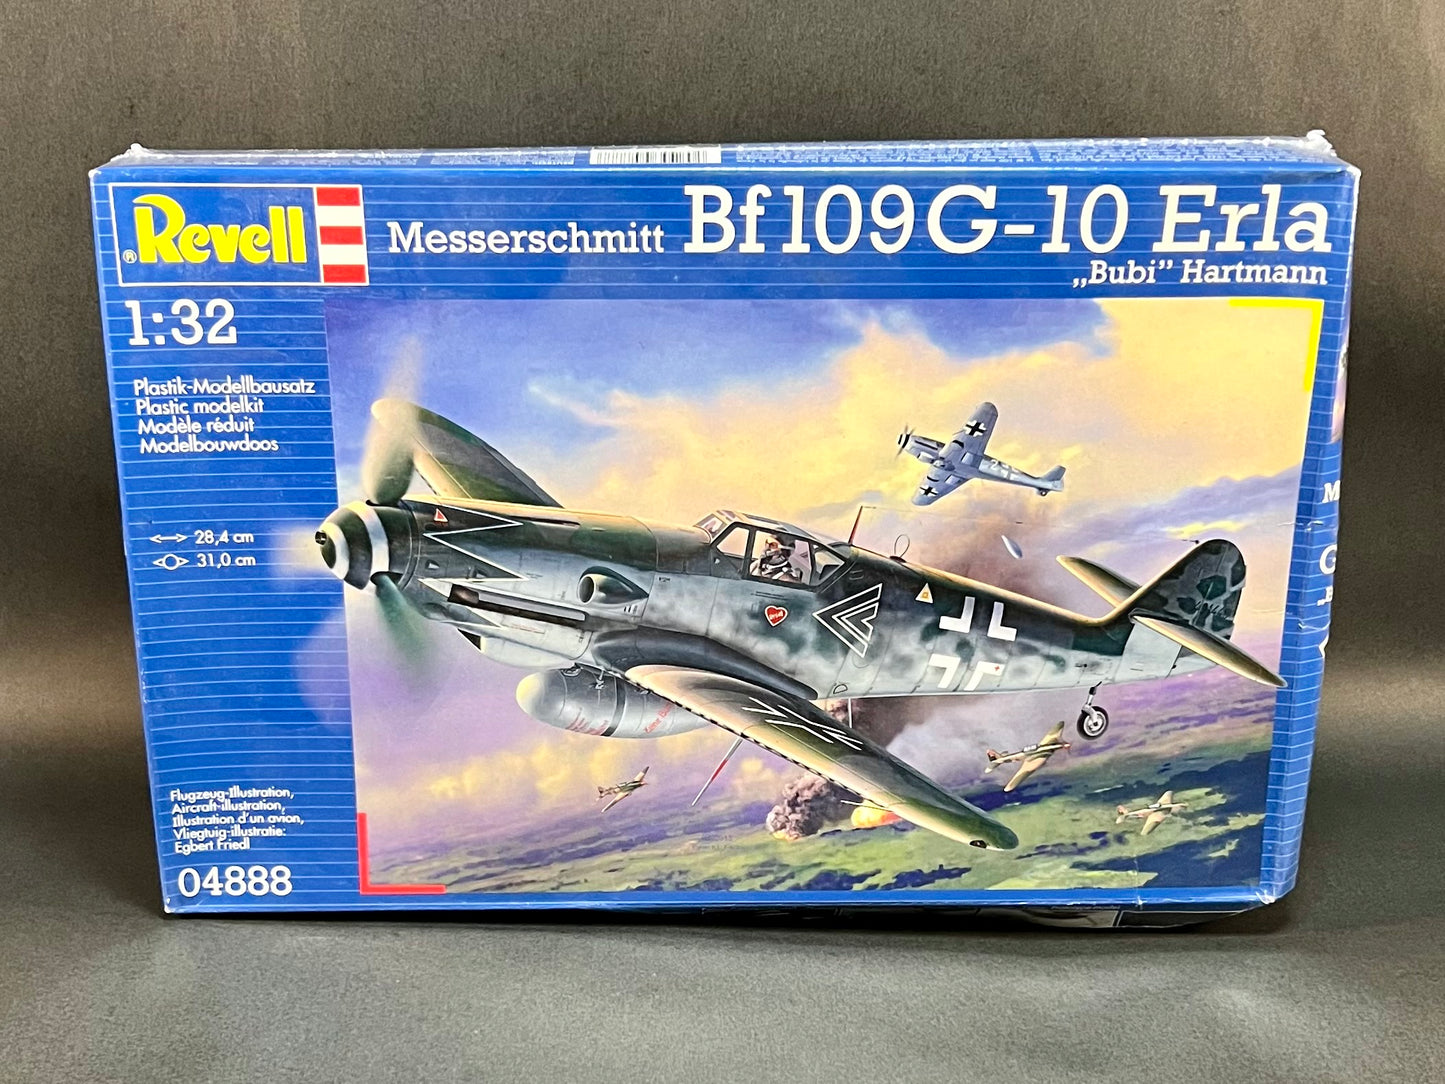 Revell
®
Messerschmitt Bf109G-10 Erla
„Bubi” Hartmann
1:32
Plastik-Modellbausatz
Plastic modelkit
Modèle réduit
Modelbouwdoos
28,4 cm
31,0 cm
Flugzeug-Illustration,
Aircraft-illustration,
Illustration d'un avion,
Vliegtuig-illustratie:
Egbert Friedl
04888